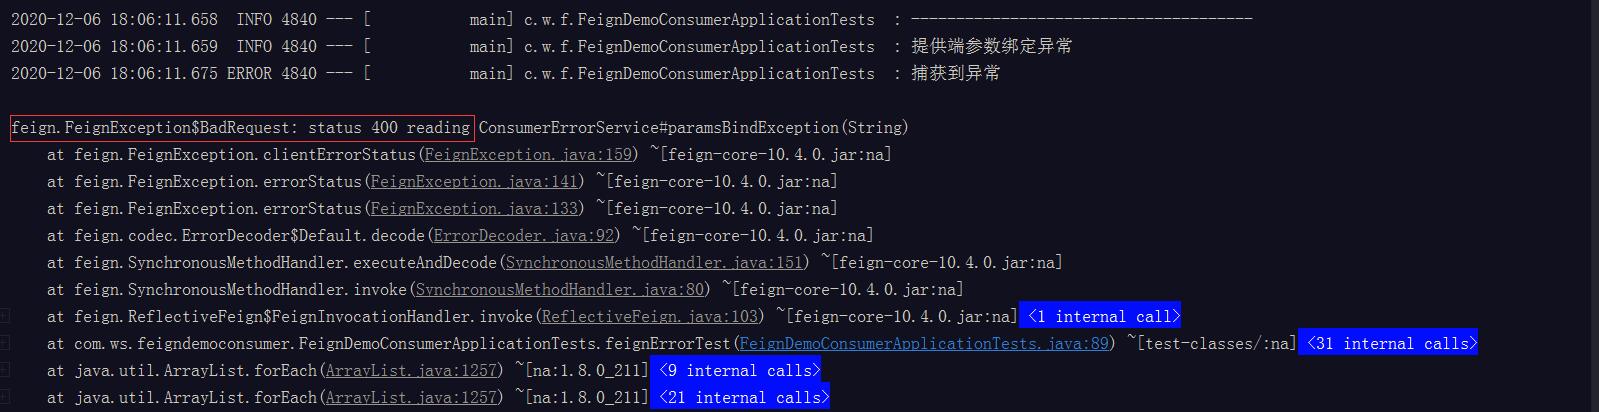 2020-12-06 18:06:11.658  INFO 4840 --- [           main] c.w.f.FeignDemoConsumerApplicationTests  : --------------------------------------
2020-12-06 18:06:11.659  INFO 4840 --- [           main] c.w.f.FeignDemoConsumerApplicationTests  : 提供端参数绑定异常
2020-12-06 18:06:11.675 ERROR 4840 --- [           main] c.w.f.FeignDemoConsumerApplicationTests  : 捕获到异常
feign.FeignException$BadRequest: status 400 reading ConsumerErrorService#paramsBindException(String)
    at feign.FeignException.clientErrorStatus(FeignException.java:159) ~[feign-core-10.4.0.jar:na]
    at feign.FeignException.errorStatus(FeignException.java:141) ~[feign-core-10.4.0.jar:na]
    at feign.FeignException.errorStatus(FeignException.java:133) ~[feign-core-10.4.0.jar:na]
    at feign.codec.ErrorDecoder$Default.decode(ErrorDecoder.java:92) ~[feign-core-10.4.0.jar:na]
    at feign.SynchronousMethodHandler.executeAndDecode(SynchronousMethodHandler.java:151) ~[feign-core-10.4.0.jar:na]
    at feign.SynchronousMethodHandler.invoke(SynchronousMethodHandler.java:80) ~[feign-core-10.4.0.jar:na]
    at feign.ReflectiveFeign$FeignInvocationHandler.invoke(ReflectiveFeign.java:103) ~[feign-core-10.4.0.jar:na] <1 internal call>
    at com.ws.feigndemoconsumer.FeignDemoConsumerApplicationTests.feignErrorTest(FeignDemoConsumerApplicationTests.java:89) ~[test-classes/:na] <31 internal calls>
    at java.util.ArrayList.forEach(ArrayList.java:1257) ~[na:1.8.0_211] <9 internal calls>
    at java.util.ArrayList.forEach(ArrayList.java:1257) ~[na:1.8.0_211] <21 internal calls>